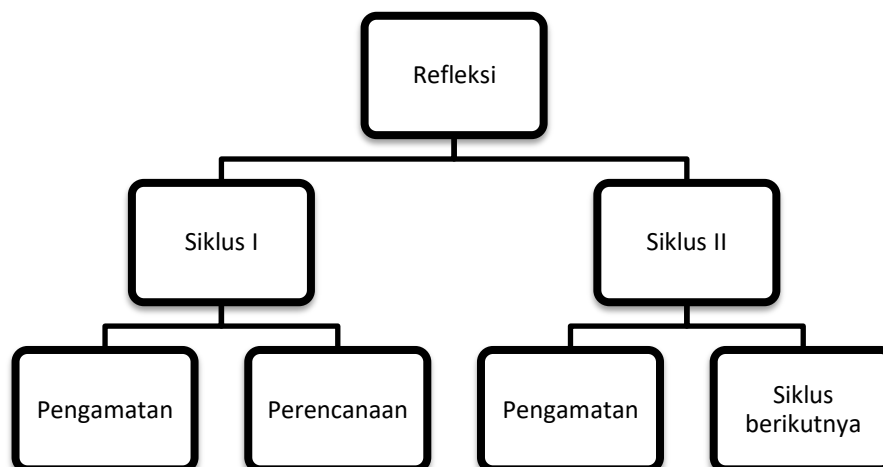 Refleksi
Siklus I
Siklus II
Pengamatan
Perencanaan
Pengamatan
Siklus
berikutnya